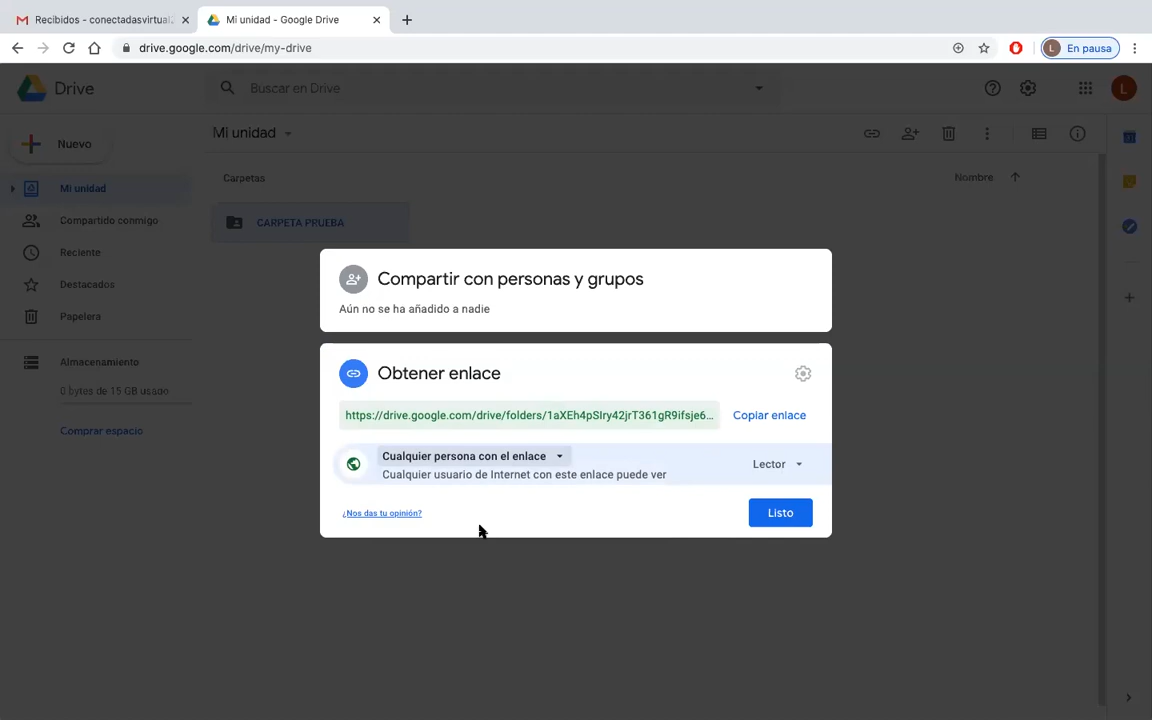 Recibidos - conectadasvirtual
Mi unidad - Google Drive
drive.google.com/drive/my-drive
L
En pausa
Drive
Buscar en Drive
L
Nuevo
Mi unidad
Mi unidad
Compartido conmigo
Reciente
Destacados
Papelera
Almacenamiento
0 bytes de 15 GB usado
Comprar espacio
Carpetas
Nombre
CARPETA PRUEBA
Compartir con personas y grupos
Aún no se ha añadido a nadie
Obtener enlace
https://drive.google.com/drive/folders/1aXEh4pSIry42jrT361gR9ifsje6...
Copiar enlace
Cualquier persona con el enlace
Cualquier usuario de Internet con este enlace puede ver
Lector
¿Nos das tu opinión?
Listo